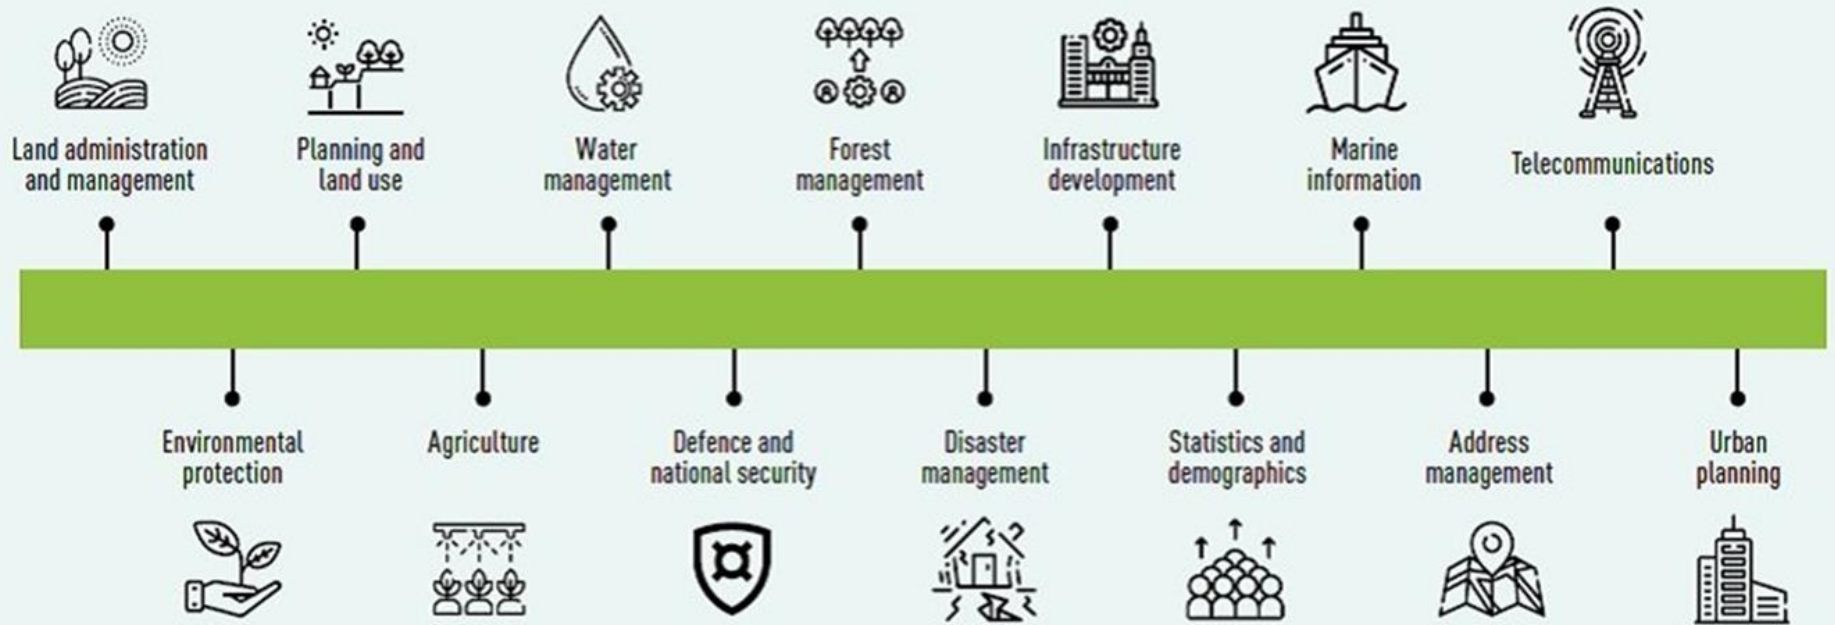 Land administration
and management
Planning and
land use
Water
management
Forest
management
Infrastructure
development
Marine
information
Telecommunications
Environmental
protection
Agriculture
Defence and
national security
Disaster
management
Statistics and
demographics
Address
management
Urban
planning